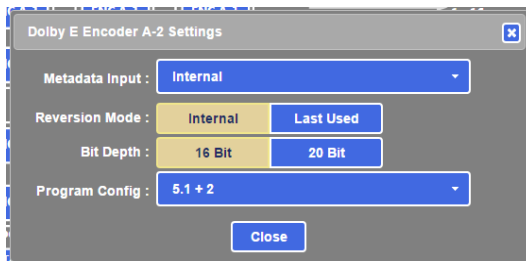 Dolby E Encoder A-2 Settings
Metadata Input : Internal
Reversion Mode : Internal Last Used
Bit Depth : 16 Bit 20 Bit
Program Config : 5.1 + 2
Close